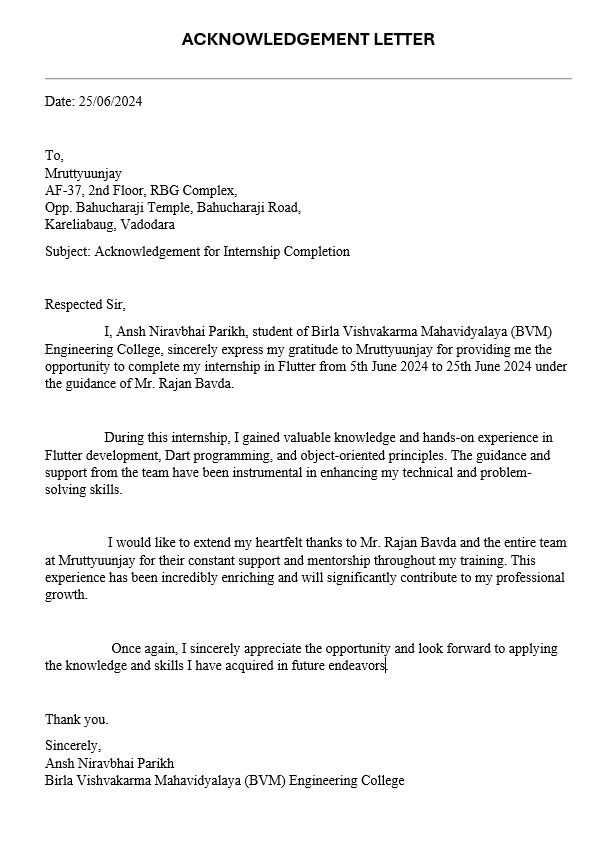 ACKNOWLEDGEMENT LETTER
Date: 25/06/2024
To,
Mruttyuunjay
AF-37, 2nd Floor, RBG Complex,
Opp. Bahucharaji Temple, Bahucharaji Road,
Kareliabaug, Vadodara
Subject: Acknowledgement for Internship Completion
Respected Sir,
I, Ansh Niravbhai Parikh, student of Birla Vishvakarma Mahavidyalaya (BVM)
Engineering College, sincerely express my gratitude to Mruttyuunjay for providing me the
opportunity to complete my internship in Flutter from 5th June 2024 to 25th June 2024 under
the guidance of Mr. Rajan Bavda.
During this internship, I gained valuable knowledge and hands-on experience in
Flutter development, Dart programming, and object-oriented principles. The guidance and
support from the team have been instrumental in enhancing my technical and problem-
solving skills.
I would like to extend my heartfelt thanks to Mr. Rajan Bavda and the entire team
at Mruttyuunjay for their constant support and mentorship throughout my training. This
experience has been incredibly enriching and will significantly contribute to my professional
growth.
Once again, I sincerely appreciate the opportunity and look forward to applying
the knowledge and skills I have acquired in future endeavors.
Thank you.
Sincerely,
Ansh Niravbhai Parikh
Birla Vishvakarma Mahavidyalaya (BVM) Engineering College